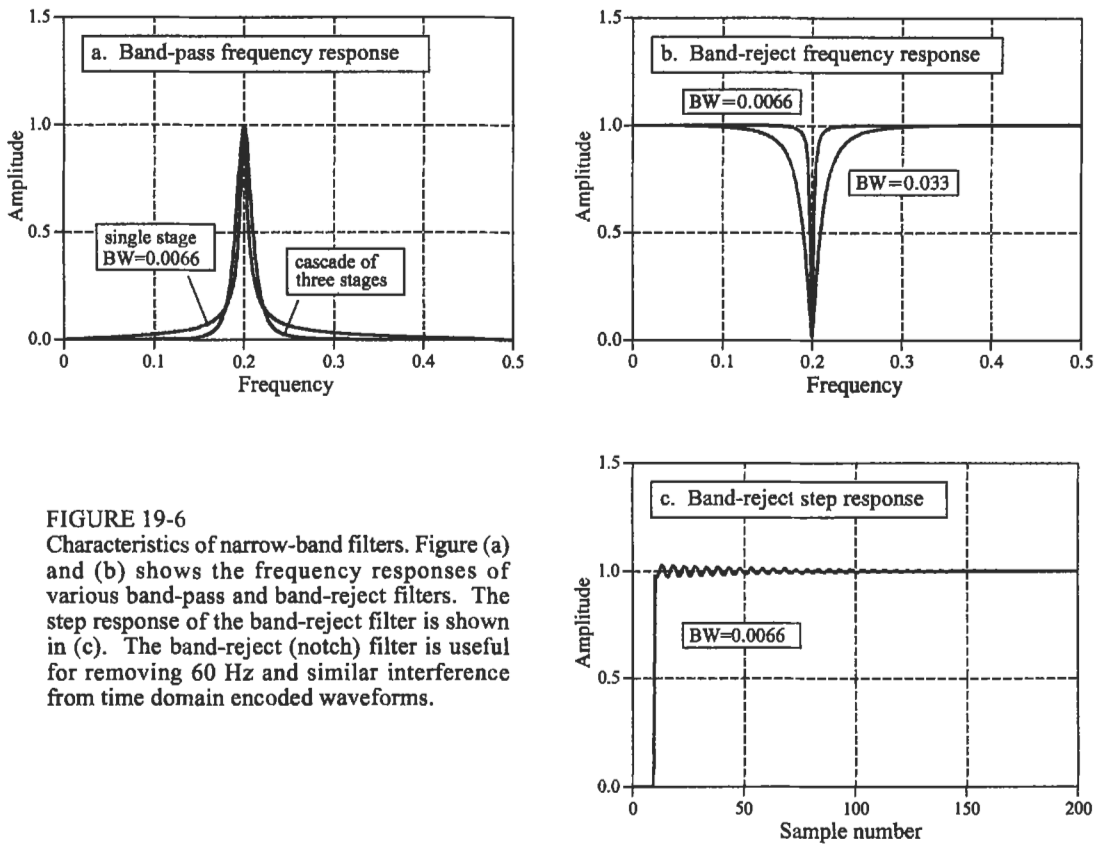 a. Band-pass frequency response
1.5
1.0
0.5
0.0
Amplitude
single stage
BW=0.0066
cascade of
three stages
0 0.1 0.2 0.3 0.4 0.5
Frequency
b. Band-reject frequency response
1.5
1.0
0.5
0.0
Amplitude
BW=0.0066
BW=0.033
0 0.1 0.2 0.3 0.4 0.5
Frequency
FIGURE 19-6
Characteristics of narrow-band filters. Figure (a)
and (b) shows the frequency responses of
various band-pass and band-reject filters. The
step response of the band-reject filter is shown
in (c). The band-reject (notch) filter is useful
for removing 60 Hz and similar interference
from time domain encoded waveforms.
c. Band-reject step response
1.5
1.0
0.5
0.0
Amplitude
BW=0.0066
0 50 100 150 200
Sample number